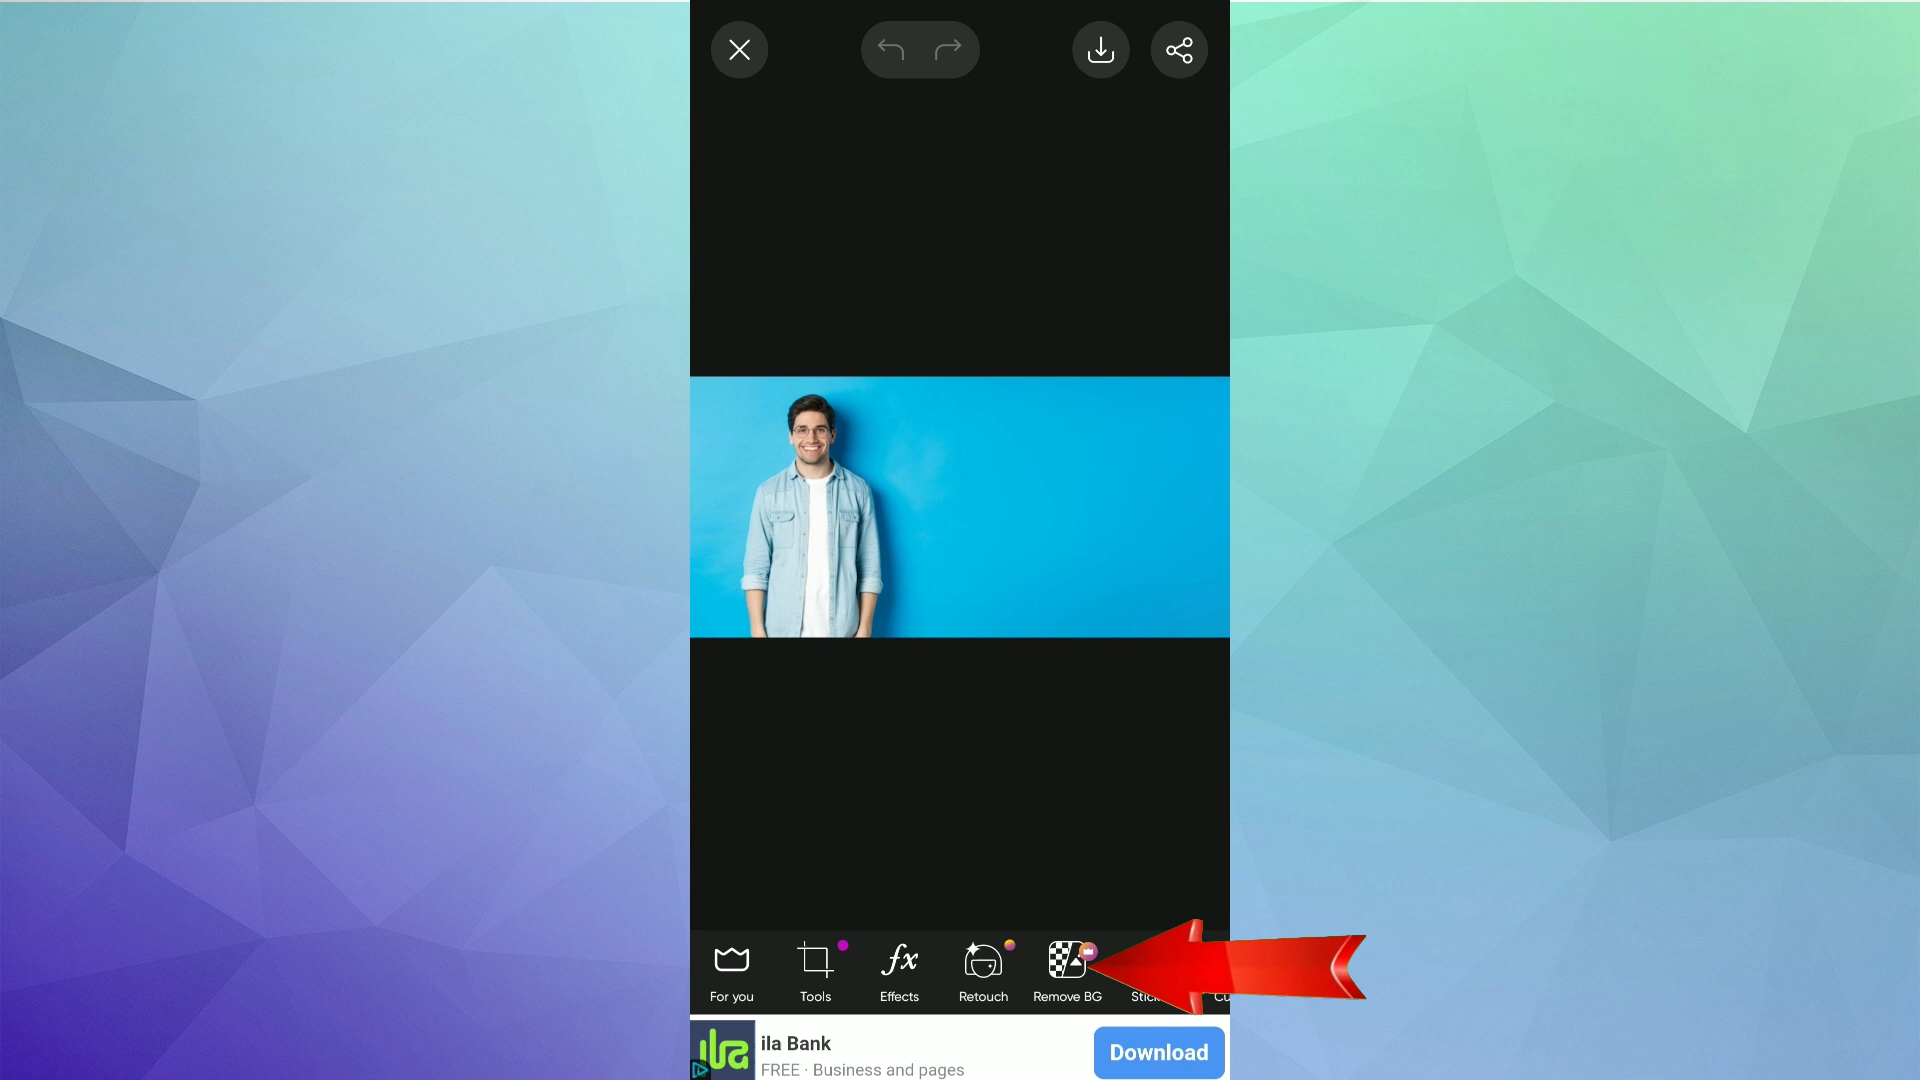 For you
Tools
Effects
Retouch
Remove BG
ila Bank
FREE · Business and pages
Download